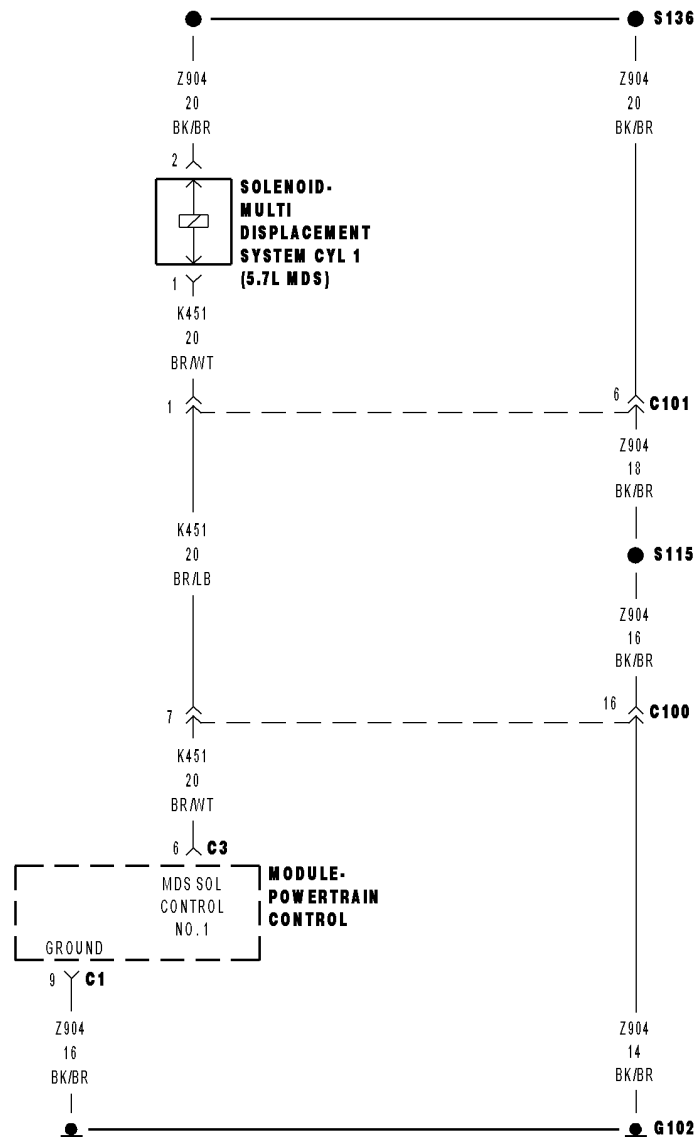 S136
Z904
20
BK/BR
Z904
20
BK/BR
2
SOLENOID-
MULTI
DISPLACEMENT
SYSTEM CYL 1
(5.7L MDS)
1
K451
20
BR/WT
1
6
C101
Z904
18
BK/BR
K451
20
BR/LB
S115
Z904
16
BK/BR
7
16
C100
K451
20
BR/WT
6
C3
MODULE-
POWERTRAIN
CONTROL
MDS SOL
CONTROL
NO. 1
GROUND
9
C1
Z904
16
BK/BR
Z904
14
BK/BR
G102